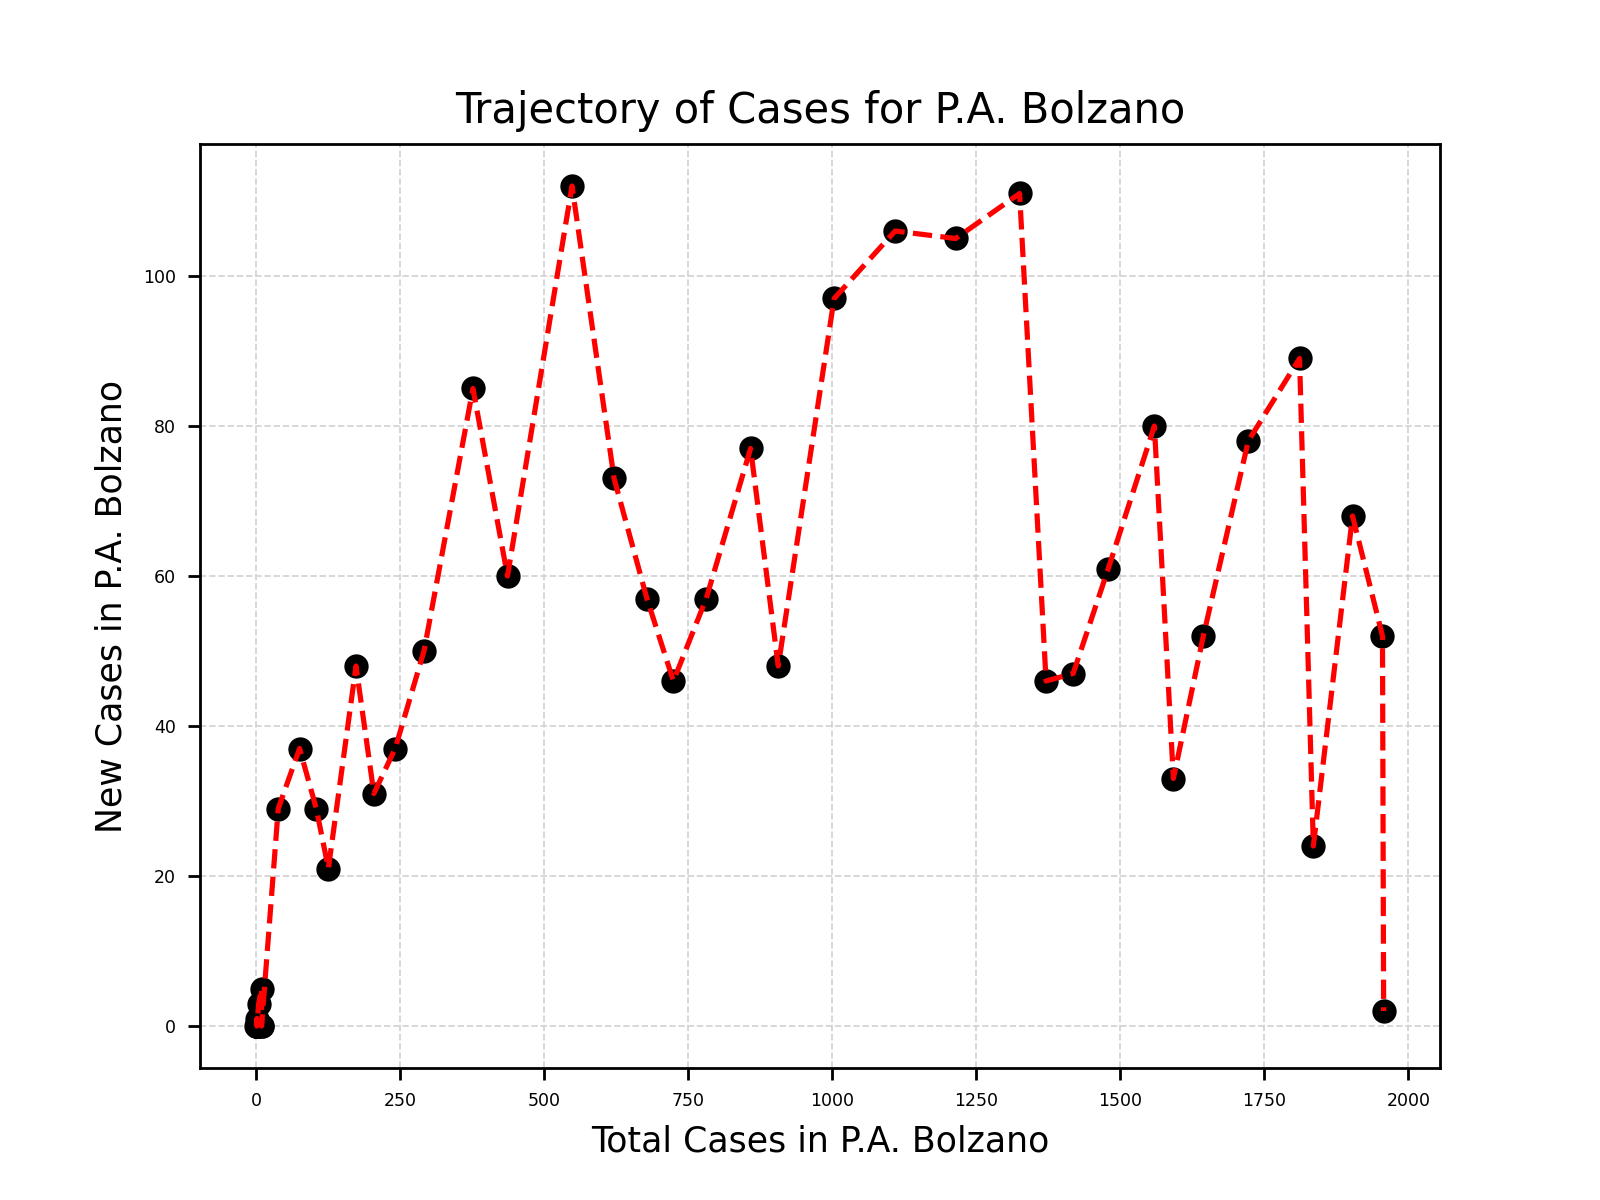 Trajectory of Cases for P.A. Bolzano
New Cases in P.A. Bolzano
100
80
60
40
20
0
0 250 500 750 1000 1250 1500 1750 2000
Total Cases in P.A. Bolzano